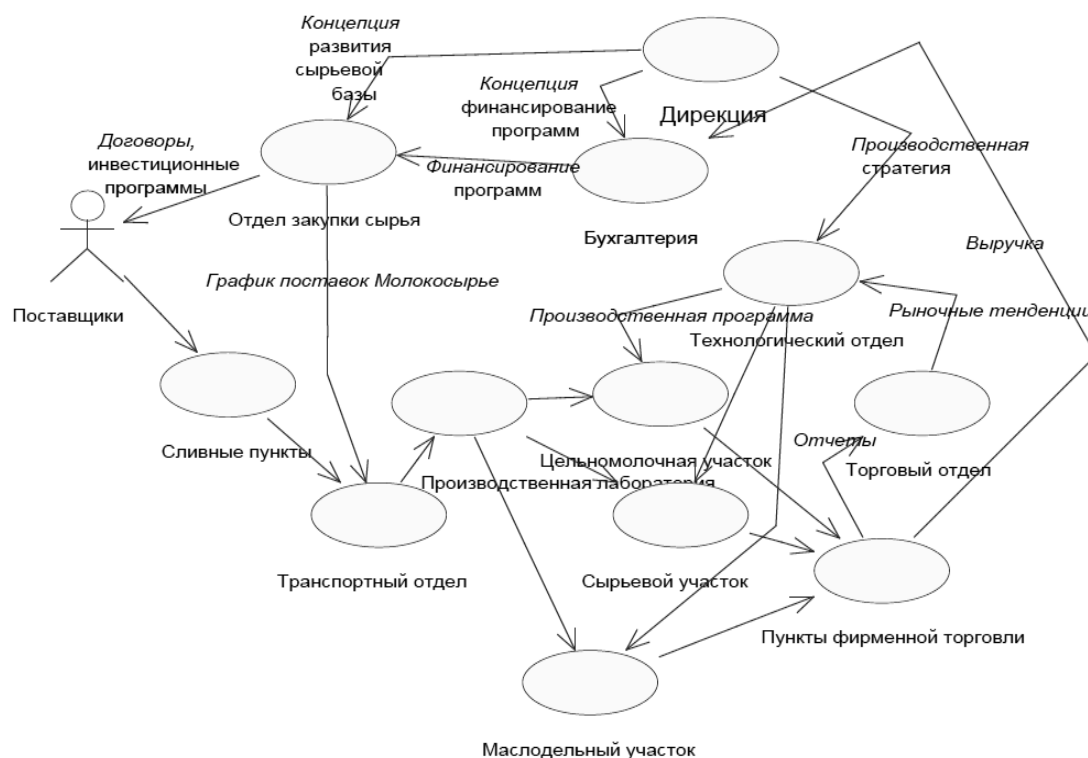 Концепция
развития
сырьевой
базы
Концепция
финансирование
программ
Дирекция
Договоры,
инвестиционные
программы
Финансирование
программ
Производственная
стратегия
Отдел закупки сырья
Бухгалтерия
Выручка
График поставок Молокосырье
Поставщики
Производственная программа
Рыночные тенденции
Технологический отдел
Сливные пункты
Цельномолочная участок
Отчеты
Торговый отдел
Производственная лаборатория
Транспортный отдел
Сырьевой участок
Пункты фирменной торговли
Маслодельный участок